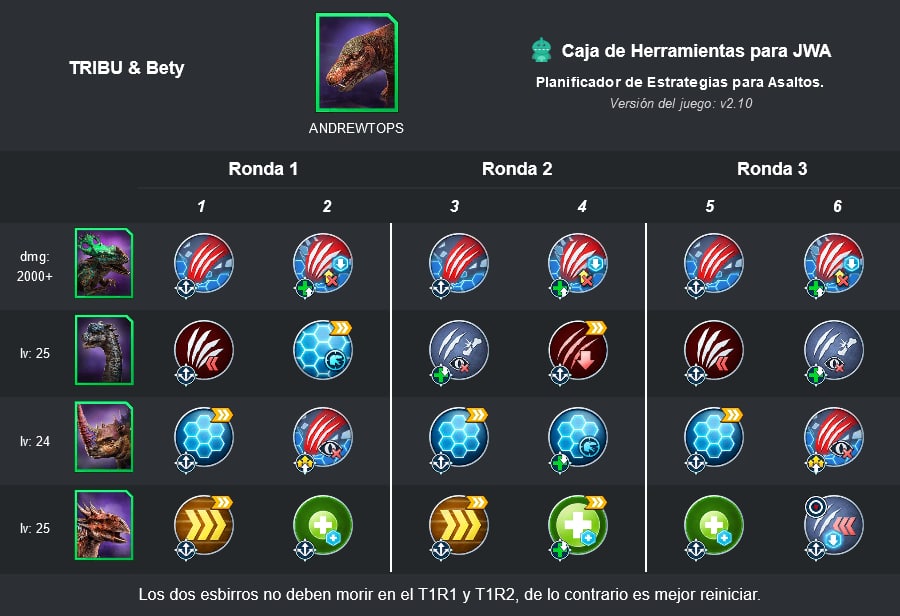 TRIBU & Bety
ANDREWTOPS
Caja de Herramientas para JWA
Planificador de Estrategias para Asaltos.
Versión del juego: v2.10
Ronda 1 Ronda 2 Ronda 3
1 2 3 4 5 6
dmg:
2000+
lv: 25
lv: 24
lv: 25
Los dos esbirros no deben morir en el T1R1 y T1R2, de lo contrario es mejor reiniciar.